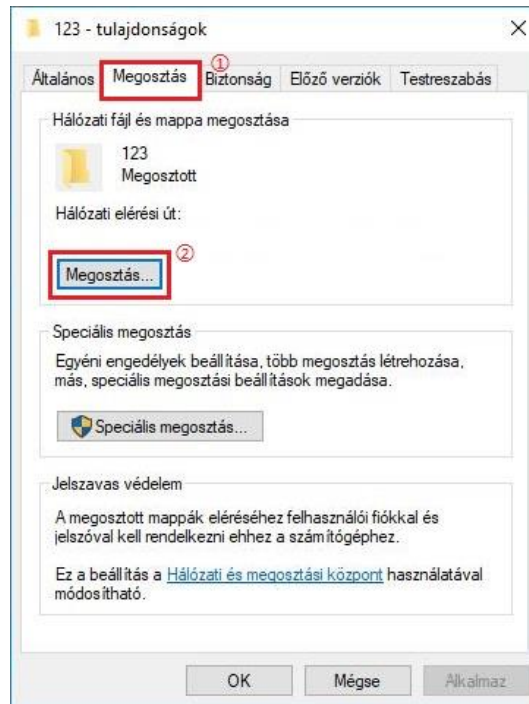 123 - tulajdonságok
①
Általános Megosztás Biztonság Előző verziók Testreszabás
Hálózati fájl és mappa megosztása
123
Megosztott
Hálózati elérési út:
②
Megosztás...
Speciális megosztás
Egyéni engedélyek beállítása, több megosztás létrehozása,
más, speciális megosztási beállítások megadása.
Speciális megosztás...
Jelszavas védelem
A megosztott mappák eléréséhez felhasználói fiókkal és
jelszóval kell rendelkezni ehhez a számítógéphez.
Ez a beállítás a Hálózati és megosztási központ használatával
módosítható.
OK Mégse Alkalmaz